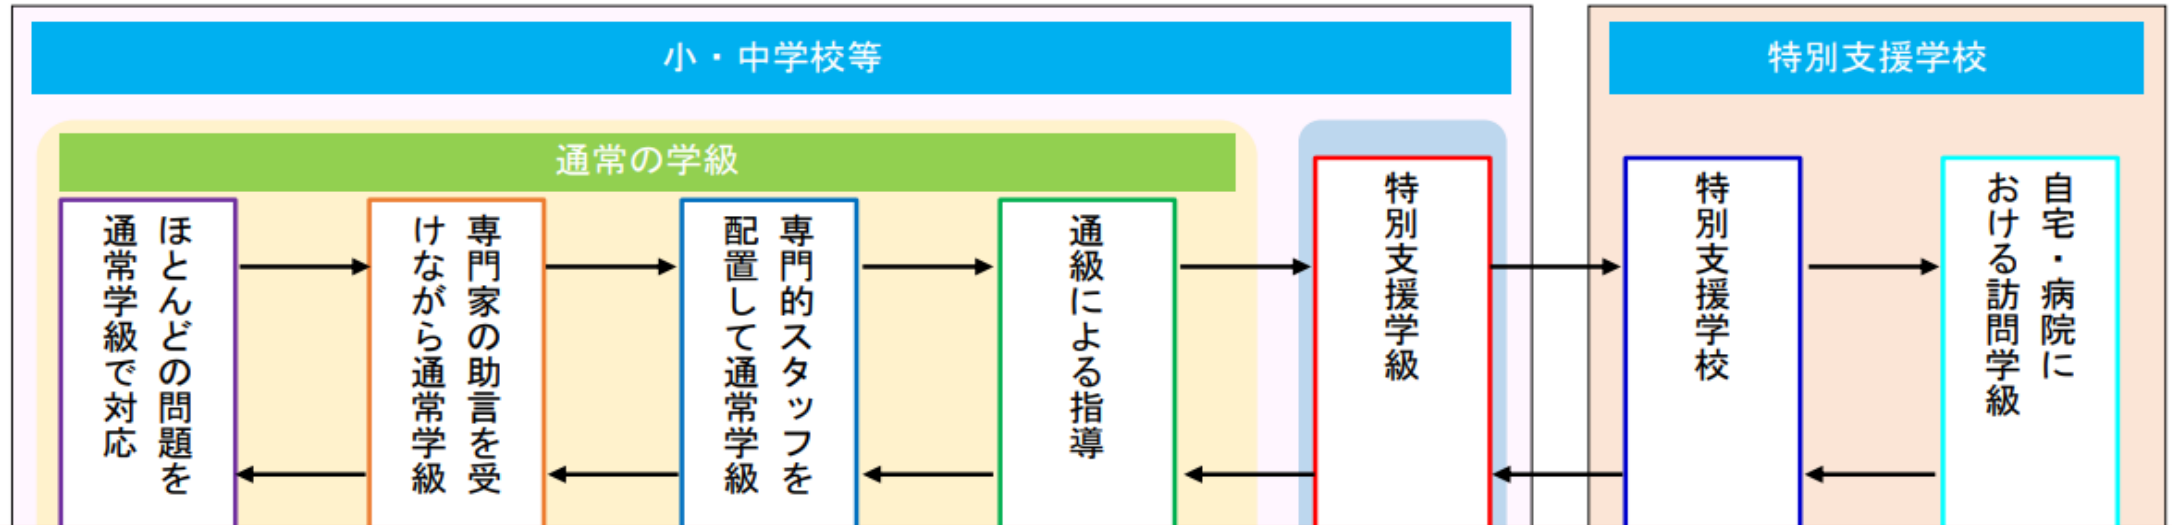 小・中学校等
特別支援学校
通常の学級
ほとんどの問題を
通常学級で対応
専門家の助言を受
けながら通常学級
専門的スタッフを
配置して通常学級
通級による指導
特別支援学級
特別支援学校
自宅・病院に
おける訪問学級